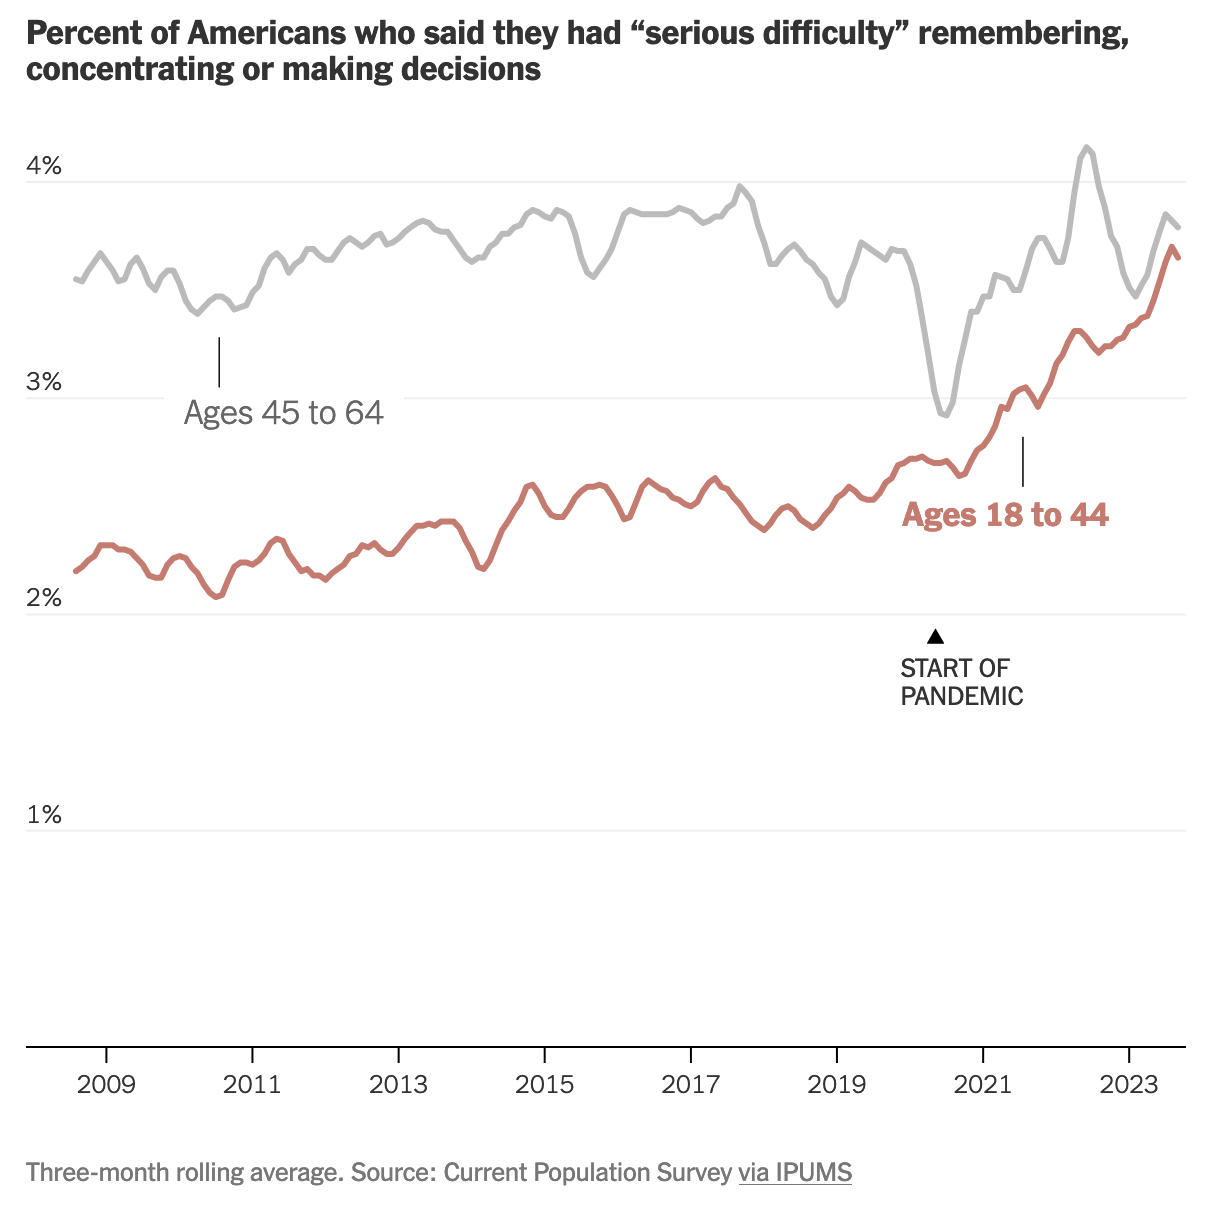 Percent of Americans who said they had “serious difficulty” remembering,
concentrating or making decisions
4%
3%
Ages 45 to 64
Ages 18 to 44
2%
START OF
PANDEMIC
1%
2009 2011 2013 2015 2017 2019 2021 2023
Three-month rolling average. Source: Current Population Survey via IPUMS